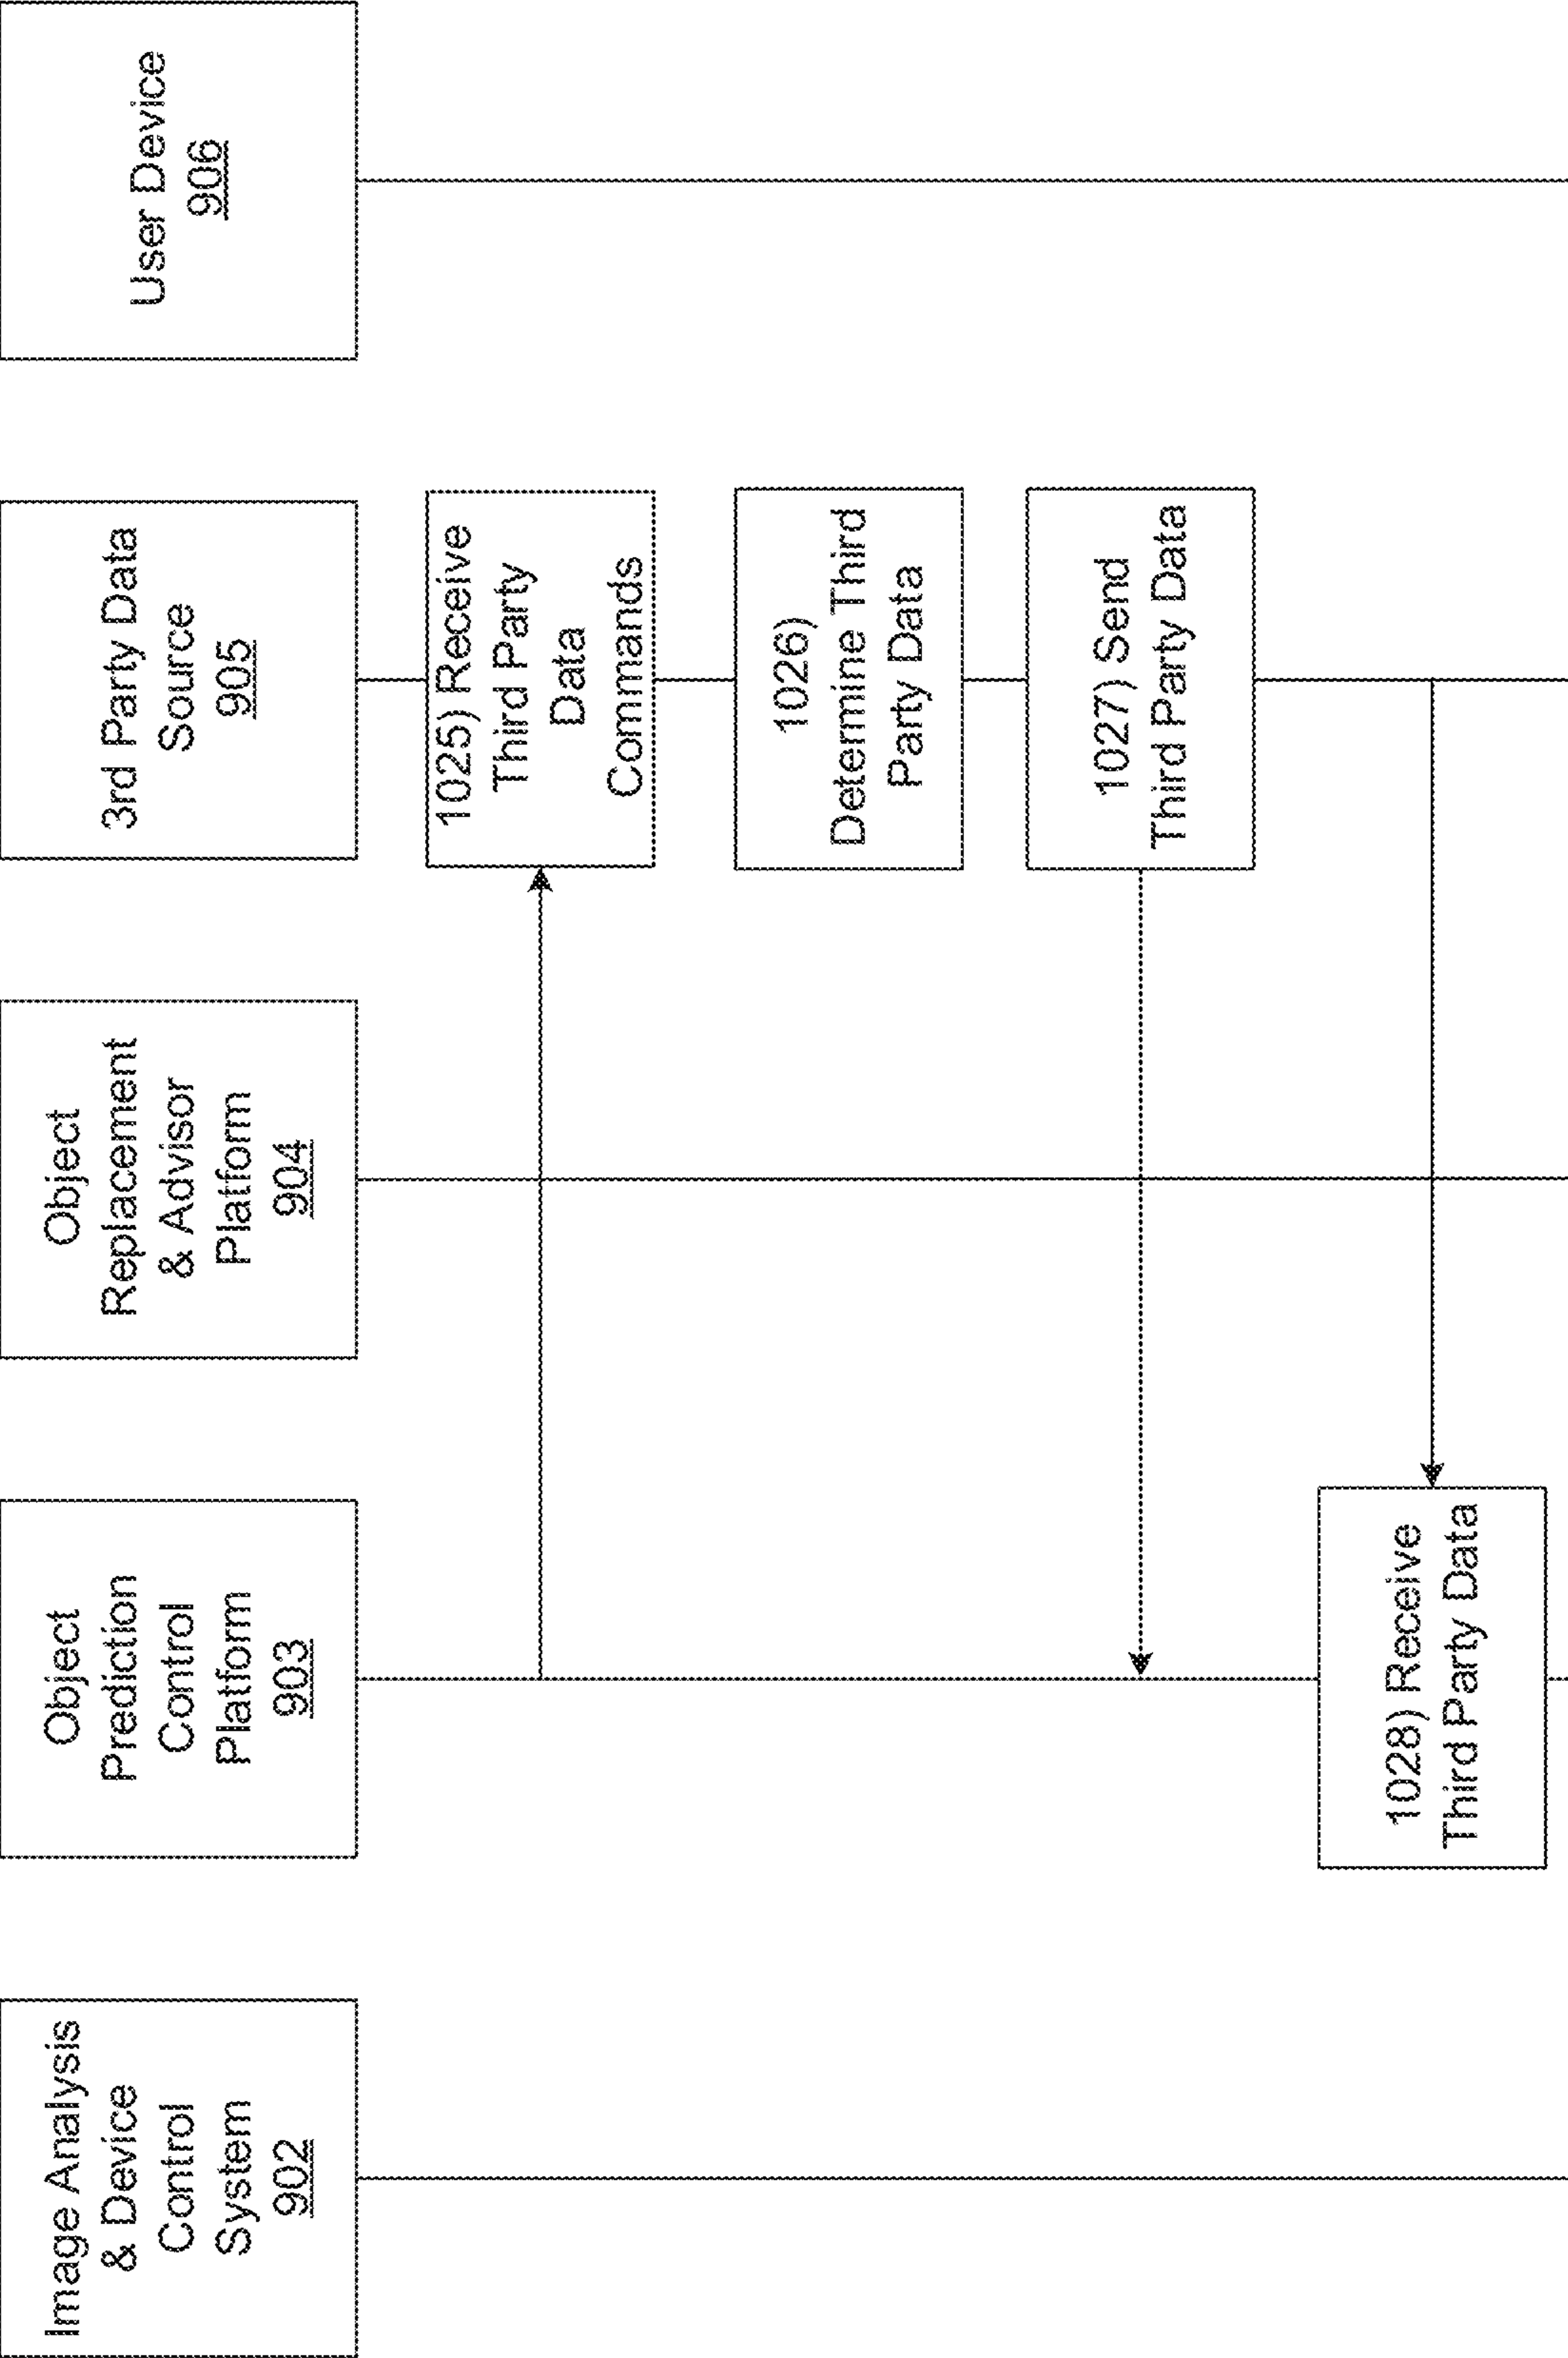 Image Analysis
& Device
Control
System
902
Object
Prediction
Control
Platform
903
Object
Replacement
& Advisor
Platform
904
3rd Party Data
Source
905
User Device
906
1025) Receive
Third Party
Data
Commands
1026)
Determine Third
Party Data
1027) Send
Third Party Data
1028) Receive
Third Party Data